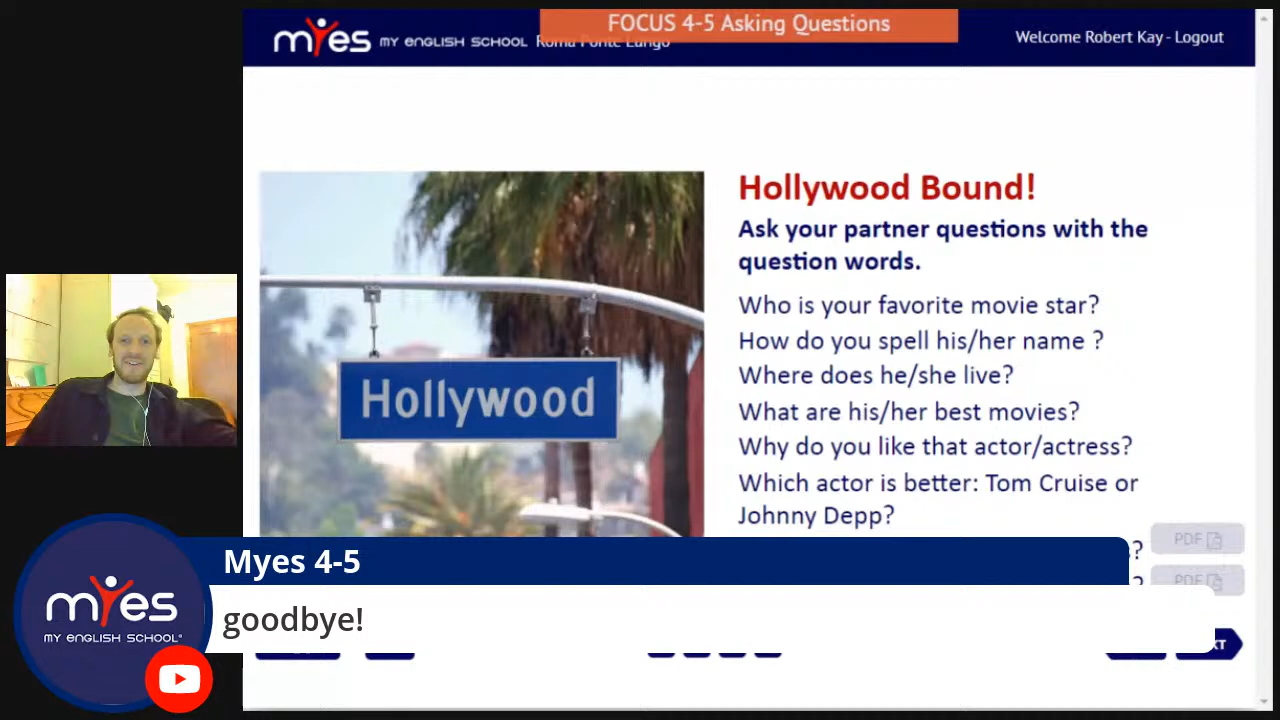 FOCUS 4-5 Asking Questions
myes MY ENGLISH SCHOOL Roma Ponte Lungo
Welcome Robert Kay - Logout
Hollywood Bound!
Ask your partner questions with the
question words.
Who is your favorite movie star?
How do you spell his/her name ?
Where does he/she live?
What are his/her best movies?
Why do you like that actor/actress?
Which actor is better: Tom Cruise or
Johnny Depp?
Hollywood
PDF
PDF
Myes 4-5
goodbye!
myes
MY ENGLISH SCHOOL